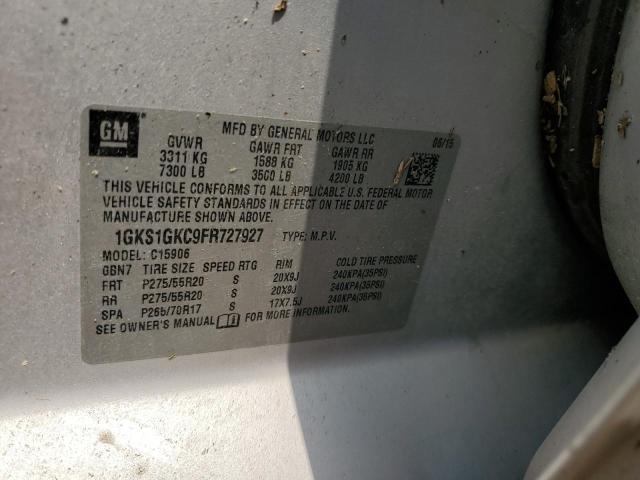 GM
MFD BY GENERAL MOTORS LLC 06/15
GVWR GAWR FRT GAWR RR
3311 KG 1588 KG 1905 KG
7300 LB 3500 LB 4200 LB
THIS VEHICLE CONFORMS TO ALL APPLICABLE U.S. FEDERAL MOTOR
VEHICLE SAFETY STANDARDS IN EFFECT ON THE DATE OF
MANUFACTURE SHOWN ABOVE.
1GKS1GKC9FR727927 TYPE: M.P.V.
MODEL: C15906
GBN7 TIRE SIZE SPEED RTG RIM COLD TIRE PRESSURE
FRT P275/55R20 S 20X9J 240KPA(35PSI)
RR P275/55R20 S 20X9J 240KPA(35PSI)
SPA P265/70R17 S 17X7.5J 240KPA(35PSI)
SEE OWNER'S MANUAL FOR MORE INFORMATION